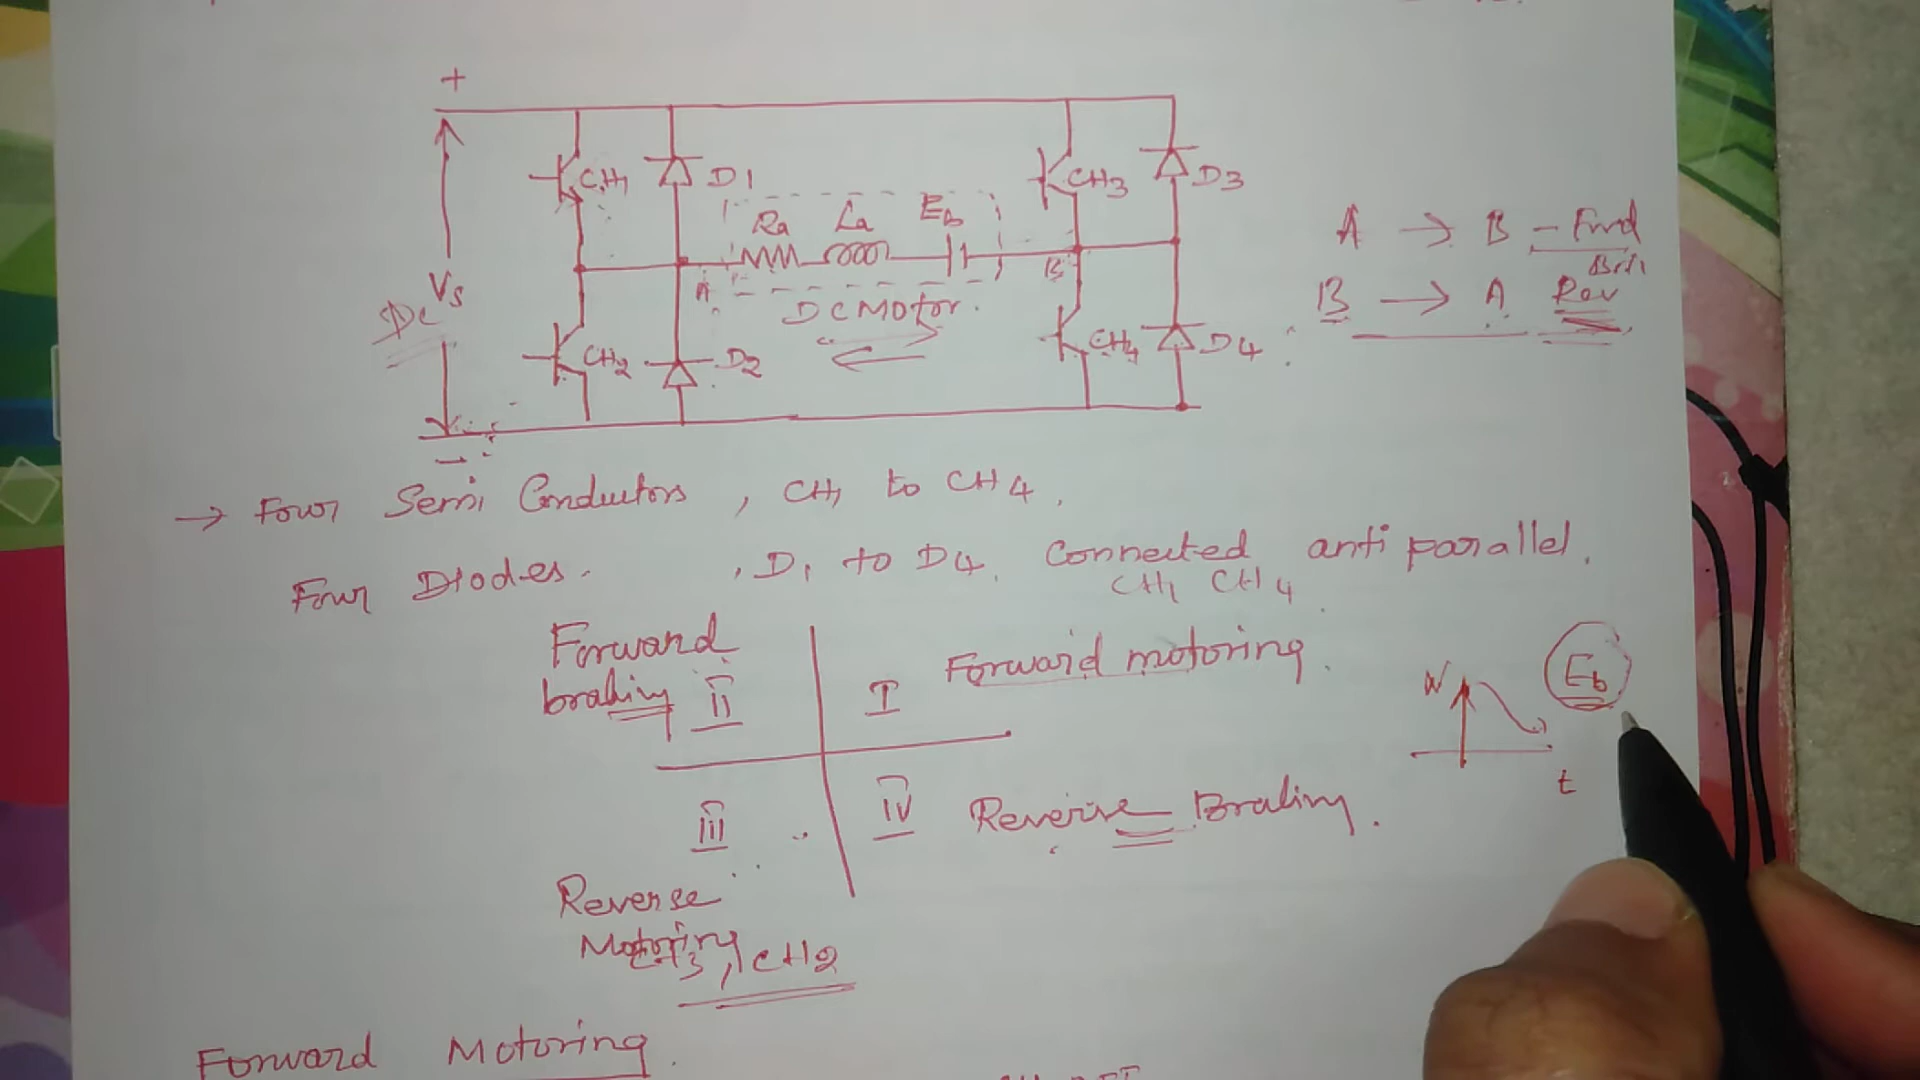 +
CH1 D1 CH3 D3
Ra La Eb
A → B - Frwd
B → A Rev
Vs
DC
A B
DC Motor.
CH2 D2 CH4 D4
-
→ Four Semi Conductors, CH1 to CH4.
Four Diodes. , D1 to D4. Connected anti parallel.
CH1 CH4
Forward
braking II
I Forward motoring.
N Eb
t
III
IV Reverse Braking.
Reverse
Motoring
CH3, CH2
Forward Motoring.